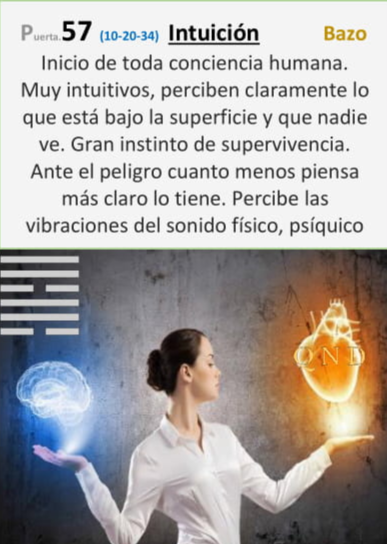 Puerta.57 (10-20-34) Intuición Bazo
Inicio de toda conciencia humana.
Muy intuitivos, perciben claramente lo
que está bajo la superficie y que nadie
ve. Gran instinto de supervivencia.
Ante el peligro cuanto menos piensa
más claro lo tiene. Percibe las
vibraciones del sonido físico, psíquico
QND